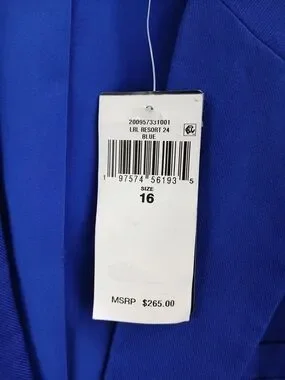 200957331001
LRL RESORT 24
BLUE
1 97574 56193 5
SIZE
16
MSRP $265.00